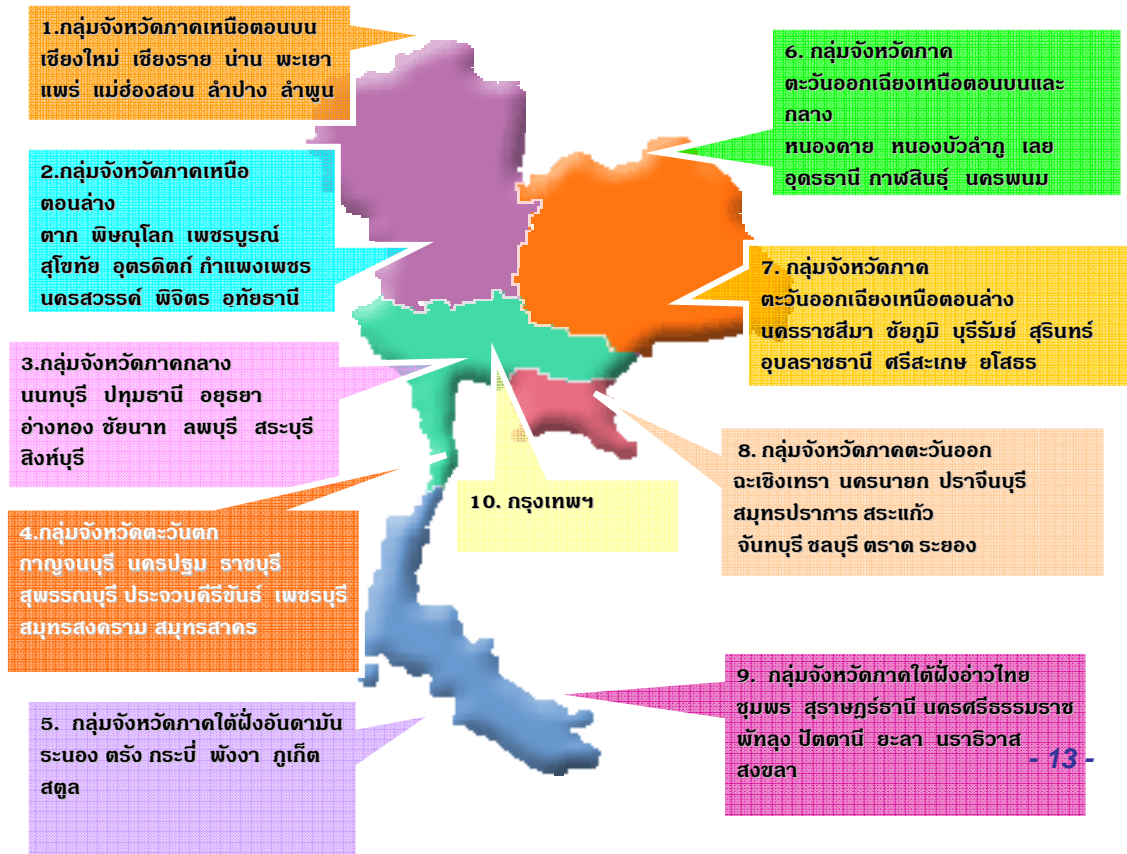 1.กลุ่มจังหวัดภาคเหนือตอนบน
เชียงใหม่ เชียงราย น่าน พะเยา
แพร่ แม่ฮ่องสอน ลำปาง ลำพูน
2.กลุ่มจังหวัดภาคเหนือ
ตอนล่าง
ตาก พิษณุโลก เพชรบูรณ์
สุโขทัย อุตรดิตถ์ กำแพงเพชร
นครสวรรค์ พิจิตร อุทัยธานี
3.กลุ่มจังหวัดภาคกลาง
นนทบุรี ปทุมธานี อยุธยา
อ่างทอง ชัยนาท ลพบุรี สระบุรี
สิงห์บุรี
4.กลุ่มจังหวัดตะวันตก
กาญจนบุรี นครปฐม ราชบุรี
สุพรรณบุรี ประจวบคีรีขันธ์ เพชรบุรี
สมุทรสงคราม สมุทรสาคร
5. กลุ่มจังหวัดภาคใต้ฝั่งอันดามัน
ระนอง ตรัง กระบี่ พังงา ภูเก็ต
สตูล
6. กลุ่มจังหวัดภาค
ตะวันออกเฉียงเหนือตอนบนและ
กลาง
หนองคาย หนองบัวลำภู เลย
อุดรธานี กาฬสินธุ์ นครพนม
7. กลุ่มจังหวัดภาค
ตะวันออกเฉียงเหนือตอนล่าง
นครราชสีมา ชัยภูมิ บุรีรัมย์ สุรินทร์
อุบลราชธานี ศรีสะเกษ ยโสธร
8. กลุ่มจังหวัดภาคตะวันออก
ฉะเชิงเทรา นครนายก ปราจีนบุรี
สมุทรปราการ สระแก้ว
จันทบุรี ชลบุรี ตราด ระยอง
9. กลุ่มจังหวัดภาคใต้ฝั่งอ่าวไทย
ชุมพร สุราษฎร์ธานี นครศรีธรรมราช
พัทลุง ปัตตานี ยะลา นราธิวาส
สงขลา
10. กรุงเทพฯ
- 13 -